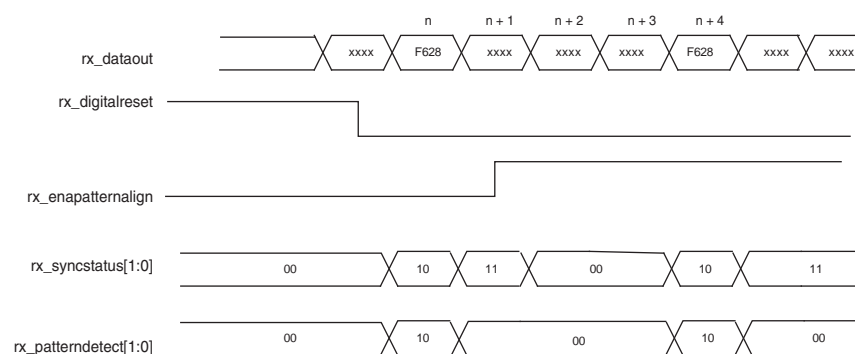 n n + 1 n + 2 n + 3 n + 4
rx_dataout xxxx F628 xxxx xxxx xxxx F628 xxxx xxxx
rx_digitalreset
rx_enapatternalign
rx_syncstatus[1:0] 00 10 11 00 10 11
rx_patterndetect[1:0] 00 10 00 10 00